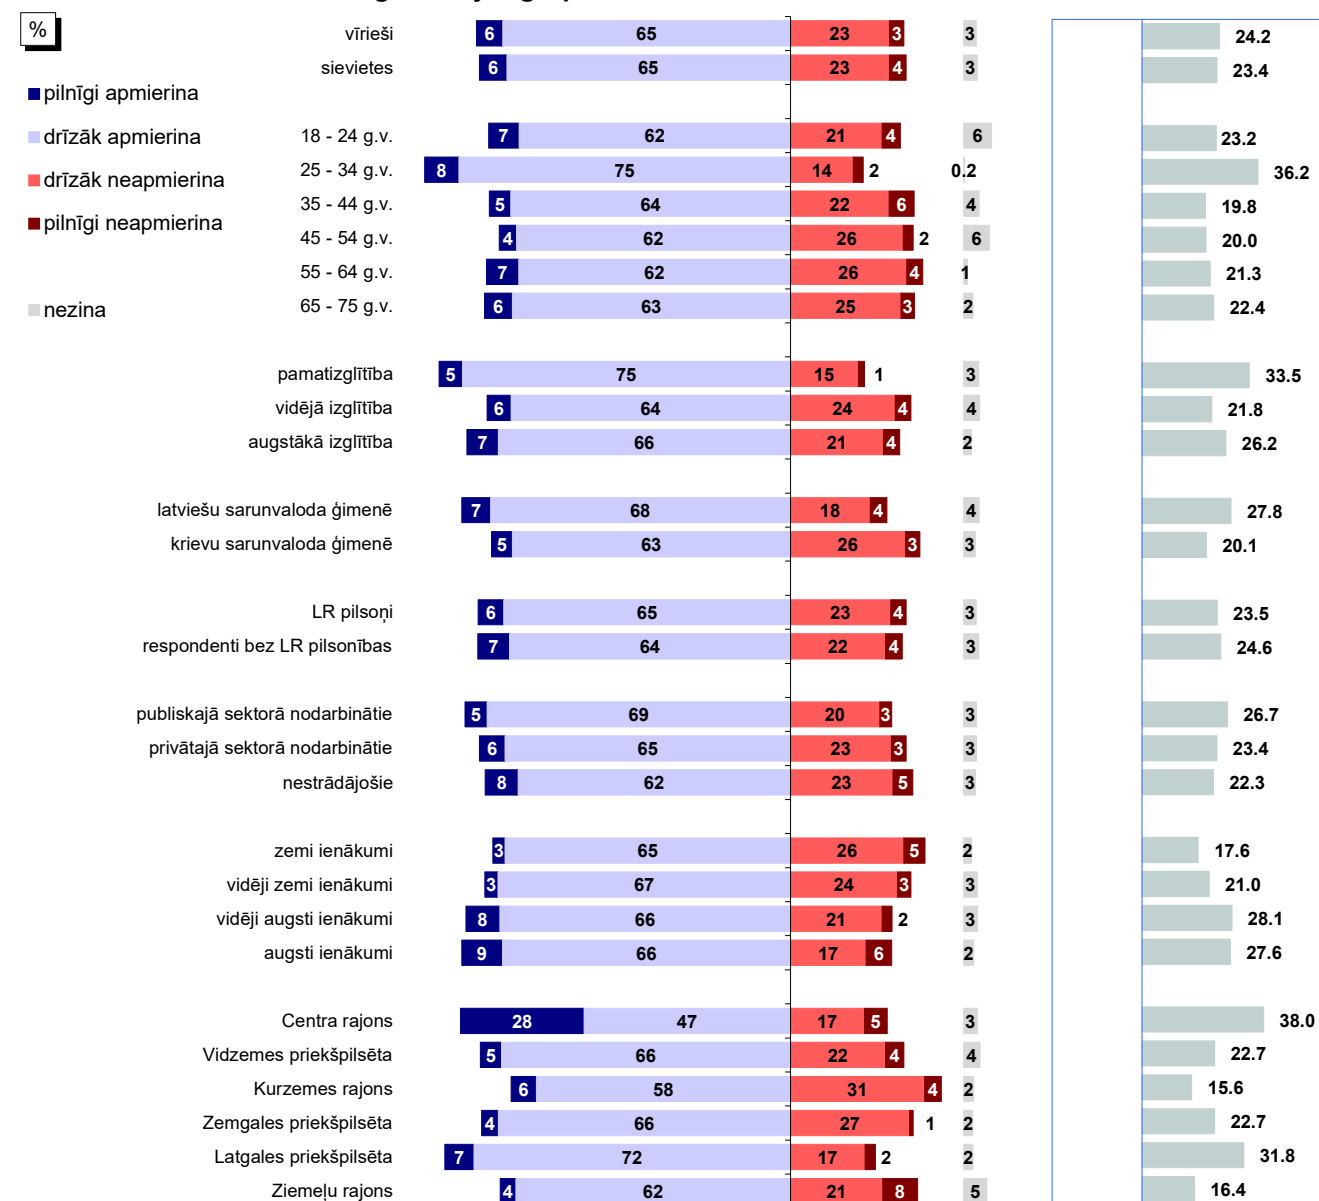 %
pilnīgi apmierina
drīzāk apmierina
drīzāk neapmierina
pilnīgi neapmierina
nezina
vīrieši 6 65 23 3 3 24.2
sievietes 6 65 23 4 3 23.4
18 - 24 g.v. 7 62 21 4 6 23.2
25 - 34 g.v. 8 75 14 2 0.2 36.2
35 - 44 g.v. 5 64 22 6 4 19.8
45 - 54 g.v. 4 62 26 2 6 20.0
55 - 64 g.v. 7 62 26 4 1 21.3
65 - 75 g.v. 6 63 25 3 2 22.4
pamatizglītība 5 75 15 1 3 33.5
vidējā izglītība 6 64 24 4 4 21.8
augstākā izglītība 7 66 21 4 2 26.2
latviešu sarunvaloda ģimenē 7 68 18 4 4 27.8
krievu sarunvaloda ģimenē 5 63 26 3 3 20.1
LR pilsoņi 6 65 23 4 3 23.5
respondenti bez LR pilsonības 7 64 22 4 3 24.6
publiskajā sektorā nodarbinātie 5 69 20 3 3 26.7
privātajā sektorā nodarbinātie 6 65 23 3 3 23.4
nestrādājošie 8 62 23 5 3 22.3
zemi ienākumi 3 65 26 5 2 17.6
vidēji zemi ienākumi 3 67 24 3 3 21.0
vidēji augsti ienākumi 8 66 21 2 3 28.1
augsti ienākumi 9 66 17 6 2 27.6
Centra rajons 28 47 17 5 3 38.0
Vidzemes priekšpilsēta 5 66 22 4 4 22.7
Kurzemes rajons 6 58 31 4 2 15.6
Zemgales priekšpilsēta 4 66 27 1 2 22.7
Latgales priekšpilsēta 7 72 17 2 2 31.8
Ziemeļu rajons 4 62 21 8 5 16.4